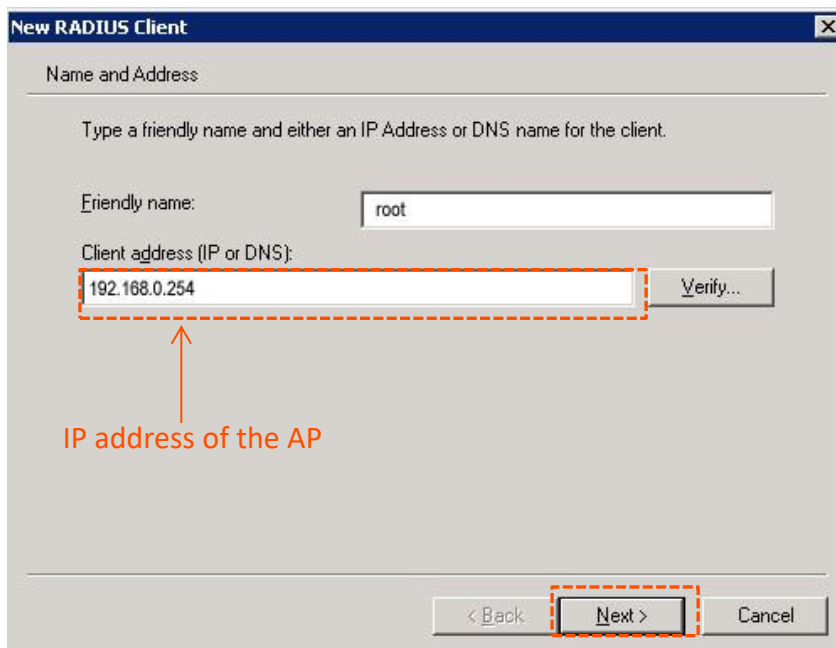 New RADIUS Client
Name and Address
Type a friendly name and either an IP Address or DNS name for the client.
Friendly name:
root
Client address (IP or DNS):
192.168.0.254
Verify...
IP address of the AP
< Back
Next >
Cancel